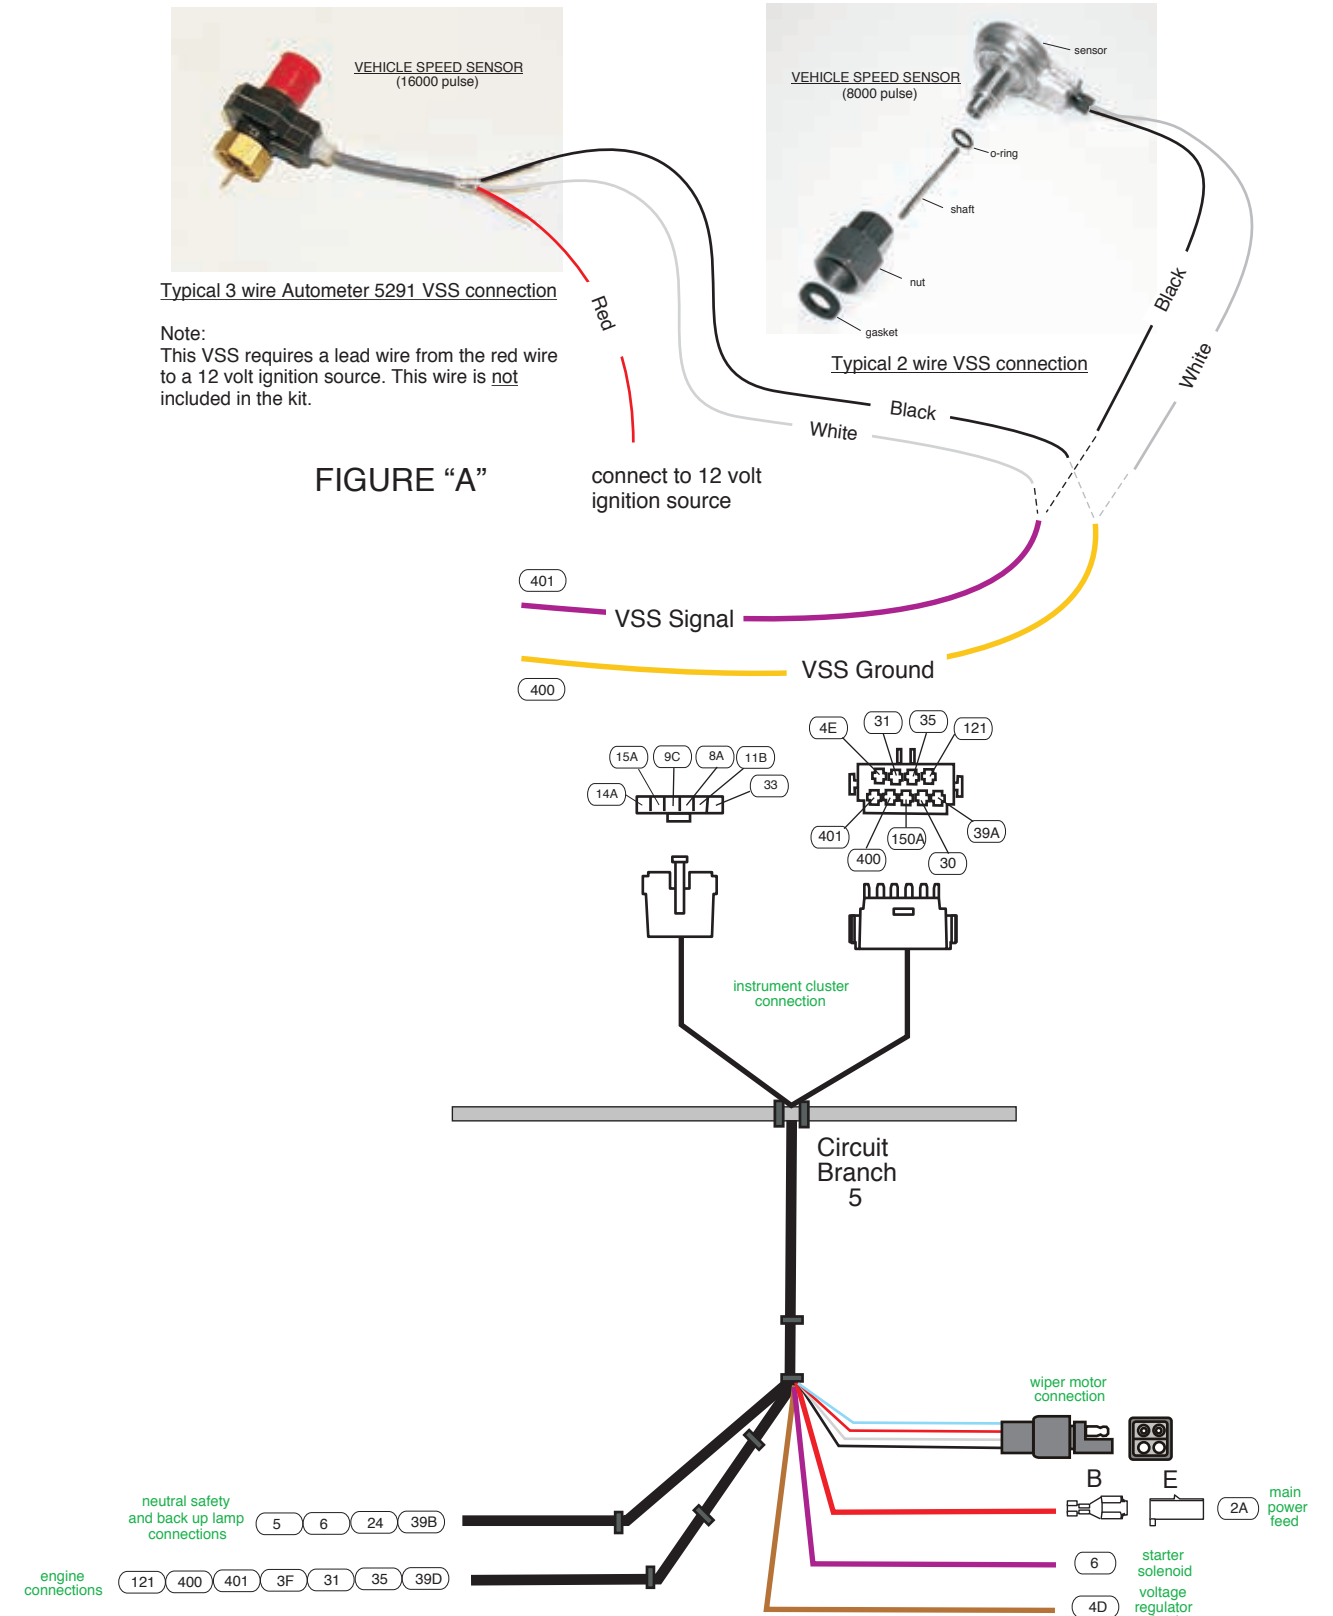 VEHICLE SPEED SENSOR
(16000 pulse)
VEHICLE SPEED SENSOR
(8000 pulse)
sensor
o-ring
shaft
nut
gasket
Typical 3 wire Autometer 5291 VSS connection
Note:
This VSS requires a lead wire from the red wire
to a 12 volt ignition source. This wire is not
included in the kit.
Typical 2 wire VSS connection
Red
Black
White
Black
White
FIGURE “A”
connect to 12 volt
ignition source
401
VSS Signal
VSS Ground
400
15A 9C 8A 11B
14A 33
4E 31 35 121
401 400 150A 30 39A
instrument cluster
connection
Circuit
Branch
5
wiper motor
connection
B E
2A
main
power
feed
neutral safety
and back up lamp
connections
5 6 24 39B
6
starter
solenoid
engine
connections
121 400 401 3F 31 35 39D
4D
voltage
regulator